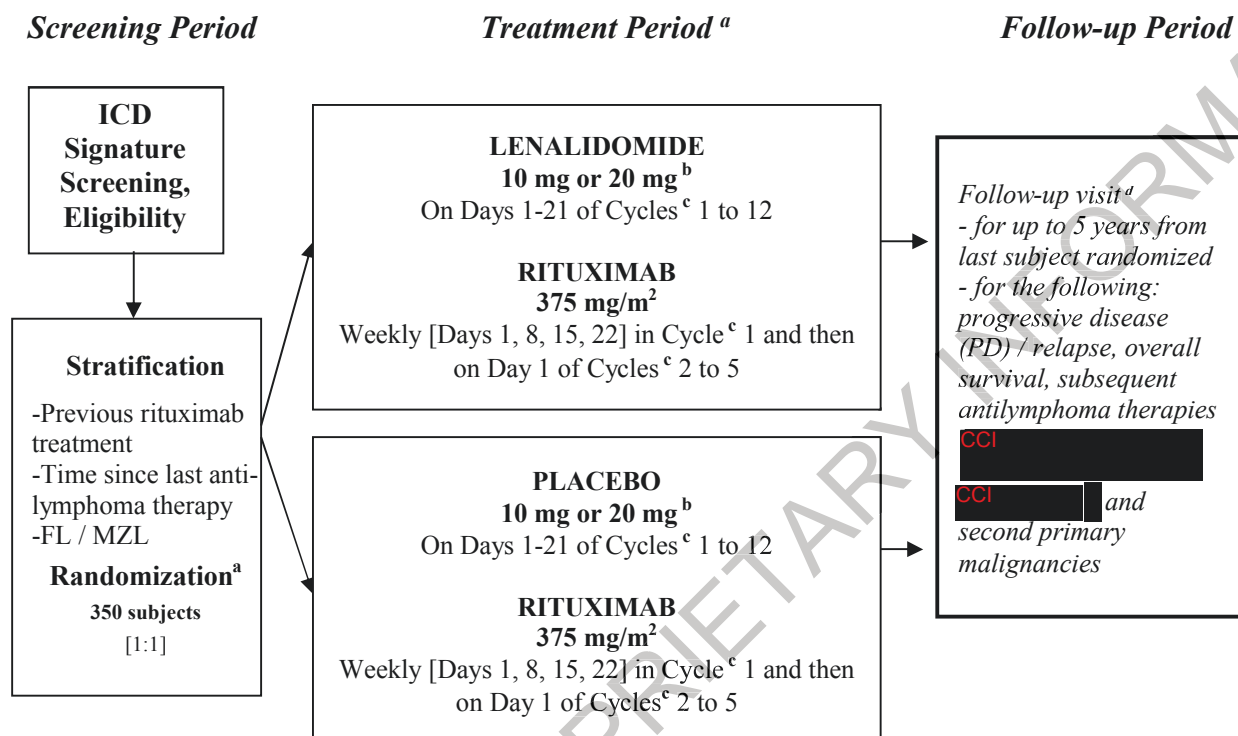 Screening Period
Treatment Period a
Follow-up Period
ICD
Signature
Screening,
Eligibility
Stratification
-Previous rituximab
treatment
-Time since last anti-
lymphoma therapy
-FL / MZL
Randomization a
350 subjects
[1:1]
LENALIDOMIDE
10 mg or 20 mg b
On Days 1-21 of Cycles c 1 to 12
RITUXIMAB
375 mg/m2
Weekly [Days 1, 8, 15, 22] in Cycle c 1 and then
on Day 1 of Cycles c 2 to 5
PLACEBO
10 mg or 20 mg b
On Days 1-21 of Cycles c 1 to 12
RITUXIMAB
375 mg/m2
Weekly [Days 1, 8, 15, 22] in Cycle c 1 and then
on Day 1 of Cycles c 2 to 5
Follow-up visit d
- for up to 5 years from
last subject randomized
- for the following:
progressive disease
(PD) / relapse, overall
survival, subsequent
antilymphoma therapies
CCI
CCI and
second primary
malignancies